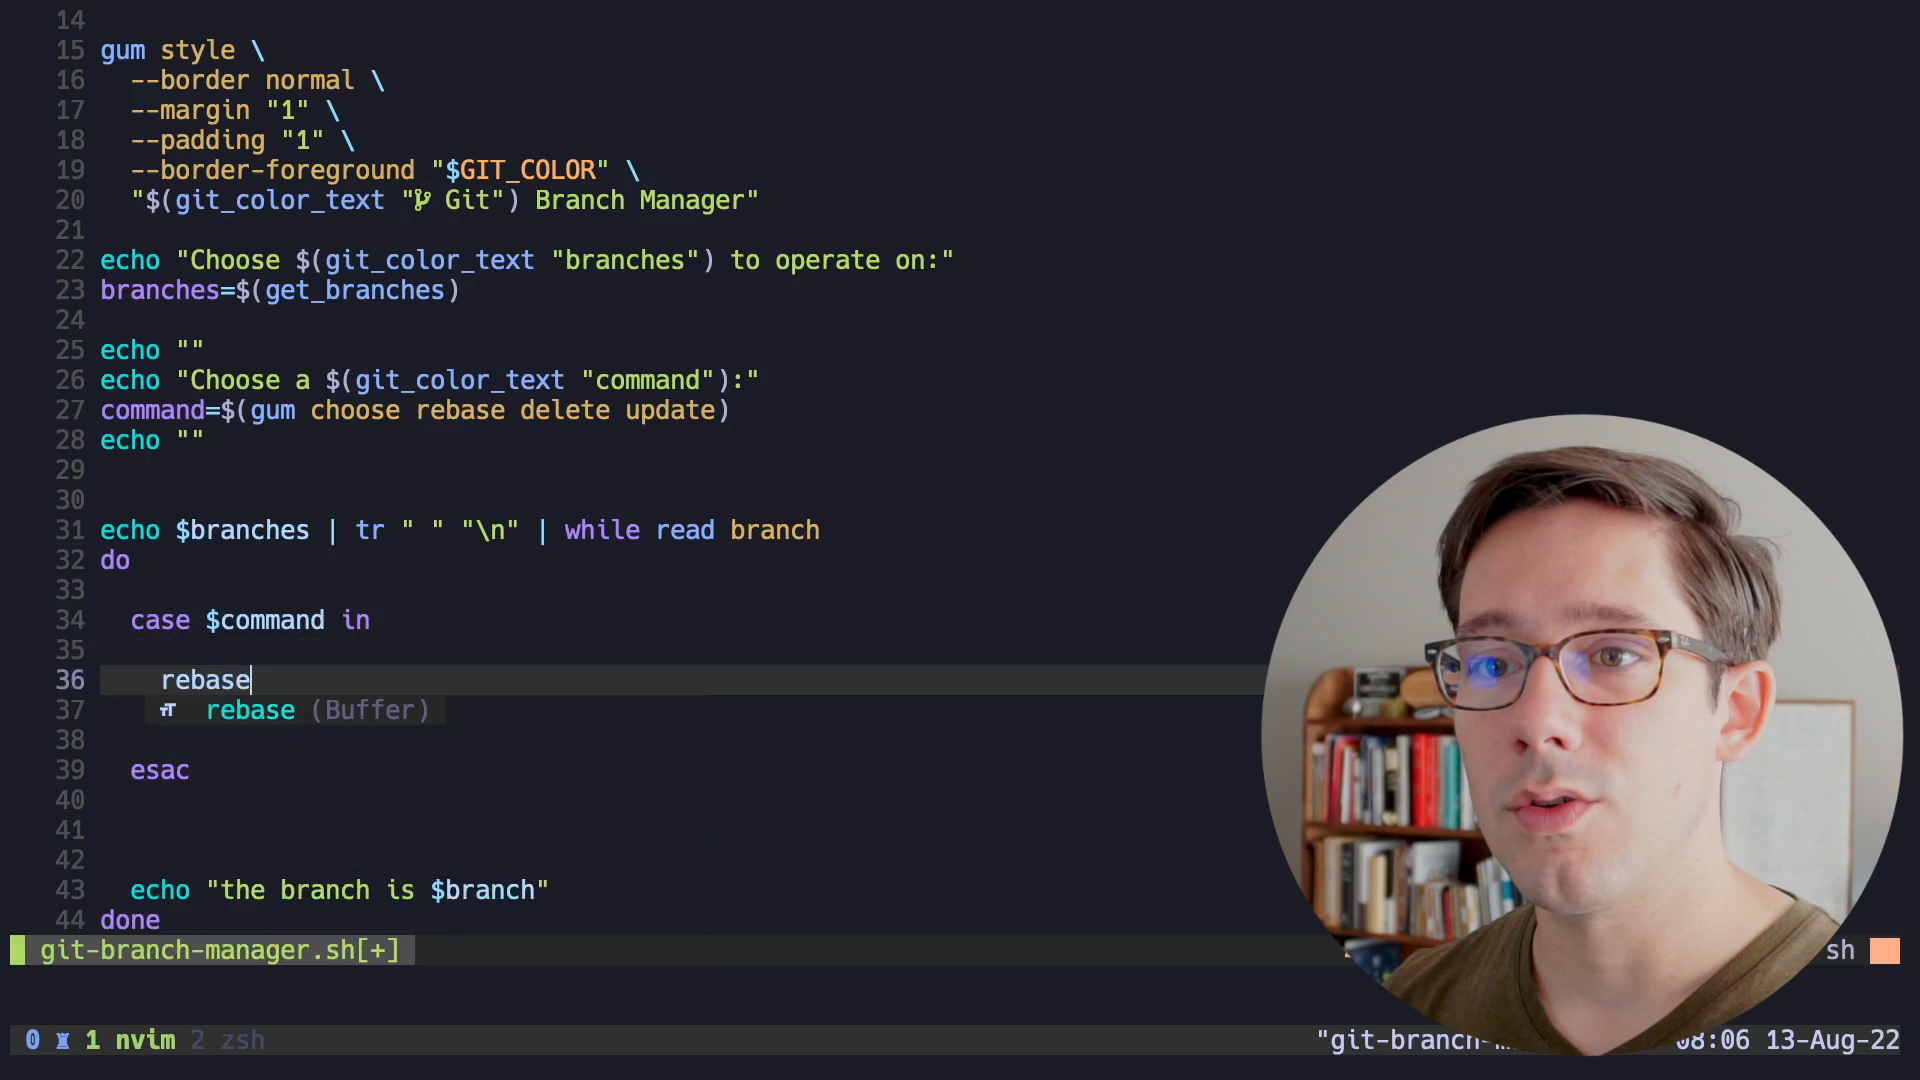 14
15 gum style \
16   --border normal \
17   --margin "1" \
18   --padding "1" \
19   --border-foreground "$GIT_COLOR" \
20   "$(git_color_text " Git") Branch Manager"
21
22 echo "Choose $(git_color_text "branches") to operate on:"
23 branches=$(get_branches)
24
25 echo ""
26 echo "Choose a $(git_color_text "command"):"
27 command=$(gum choose rebase delete update)
28 echo ""
29
30
31 echo $branches | tr " " "\n" | while read branch
32 do
33
34   case $command in
35
36     rebase
37     rebase (Buffer)
38
39   esac
40
41
42
43   echo "the branch is $branch"
44 done
git-branch-manager.sh[+] sh
0 1 nvim 2 zsh "git-branch- 08:06 13-Aug-22